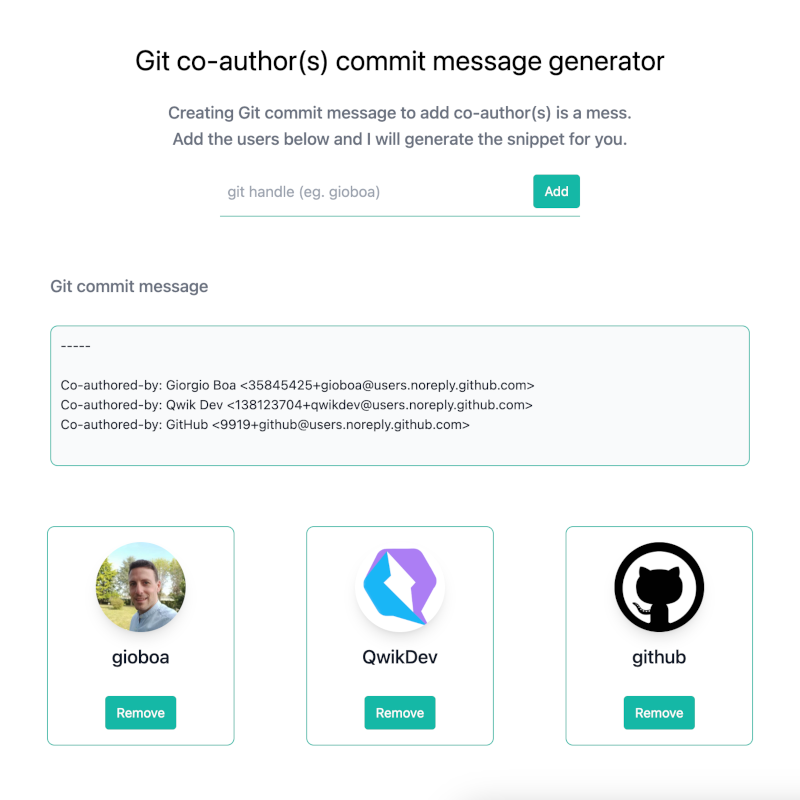 Git co-author(s) commit message generator
Creating Git commit message to add co-author(s) is a mess.
Add the users below and I will generate the snippet for you.
git handle (eg. gioboa)
Add
Git commit message
-----
Co-authored-by: Giorgio Boa <35845425+gioboa@users.noreply.github.com>
Co-authored-by: Qwik Dev <138123704+qwikdev@users.noreply.github.com>
Co-authored-by: GitHub <9919+github@users.noreply.github.com>
gioboa
QwikDev
github
Remove
Remove
Remove